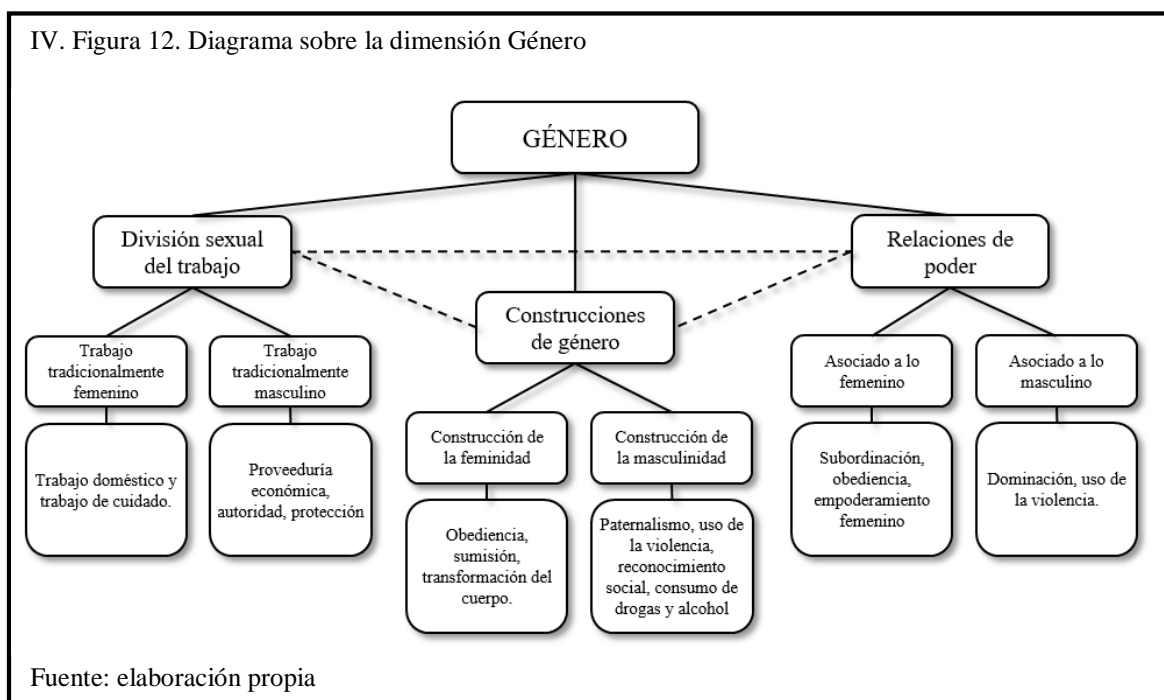 IV. Figura 12. Diagrama sobre la dimensión Género
GÉNERO
División sexual
del trabajo
Relaciones de
poder
Construcciones
de género
Trabajo
tradicionalmente
femenino
Trabajo
tradicionalmente
masculino
Asociado a lo
femenino
Asociado a lo
masculino
Trabajo doméstico y
trabajo de cuidado.
Proveeduría
económica,
autoridad, protección
Construcción de
la feminidad
Construcción de
la masculinidad
Subordinación,
obediencia,
empoderamiento
femenino
Dominación, uso de
la violencia.
Obediencia,
sumisión,
transformación del
cuerpo.
Paternalismo, uso de
la violencia,
reconocimiento
social, consumo de
drogas y alcohol
Fuente: elaboración propia